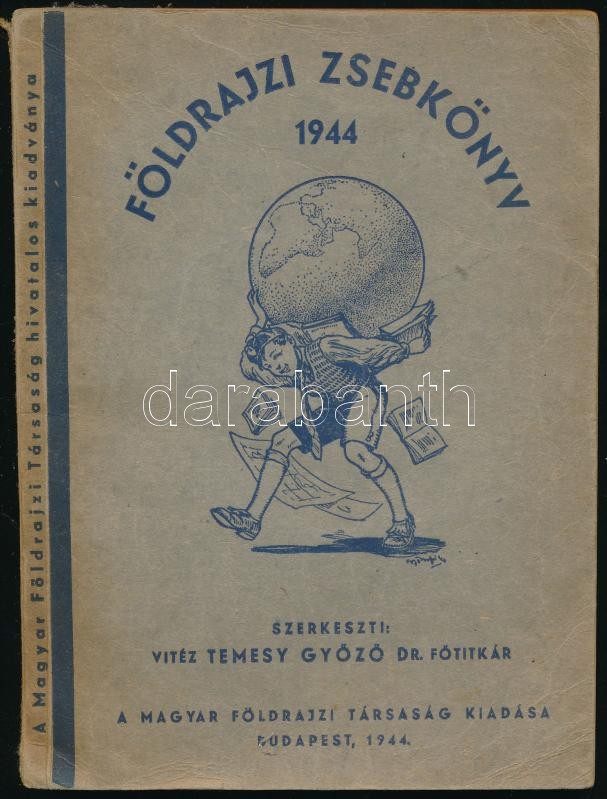 FÖLDRAJZI ZSEBKÖNYV
1944
darabanth
SZERKESZTI:
VITÉZ TEMESY GYŐZŐ DR. FŐTITKÁR
A MAGYAR FÖLDRAJZI TÁRSASÁG KIADÁSA
BUDAPEST, 1944.
A Magyar Földrajzi Társaság hivatalos kiadványa